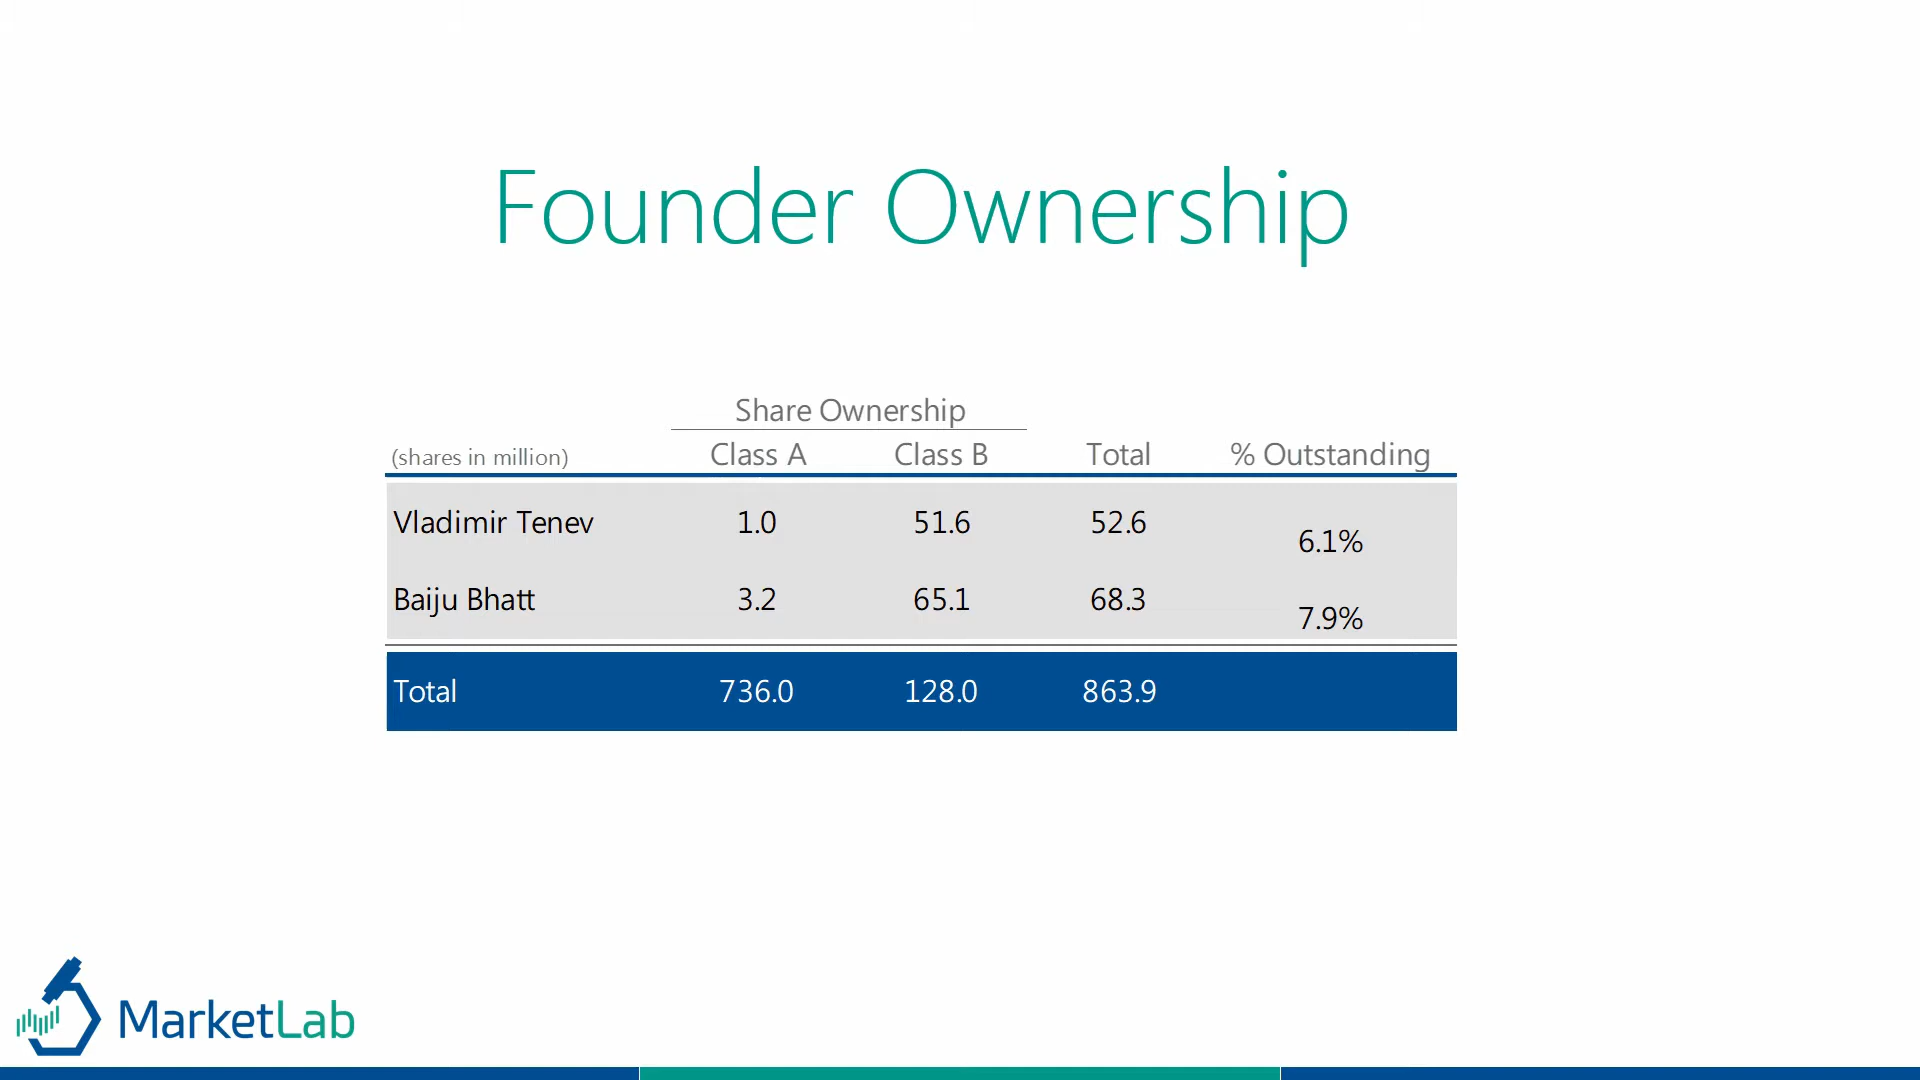 Founder Ownership
Share Ownership
(shares in million) Class A Class B Total % Outstanding
Vladimir Tenev 1.0 51.6 52.6 6.1%
Baiju Bhatt 3.2 65.1 68.3 7.9%
Total 736.0 128.0 863.9
MarketLab